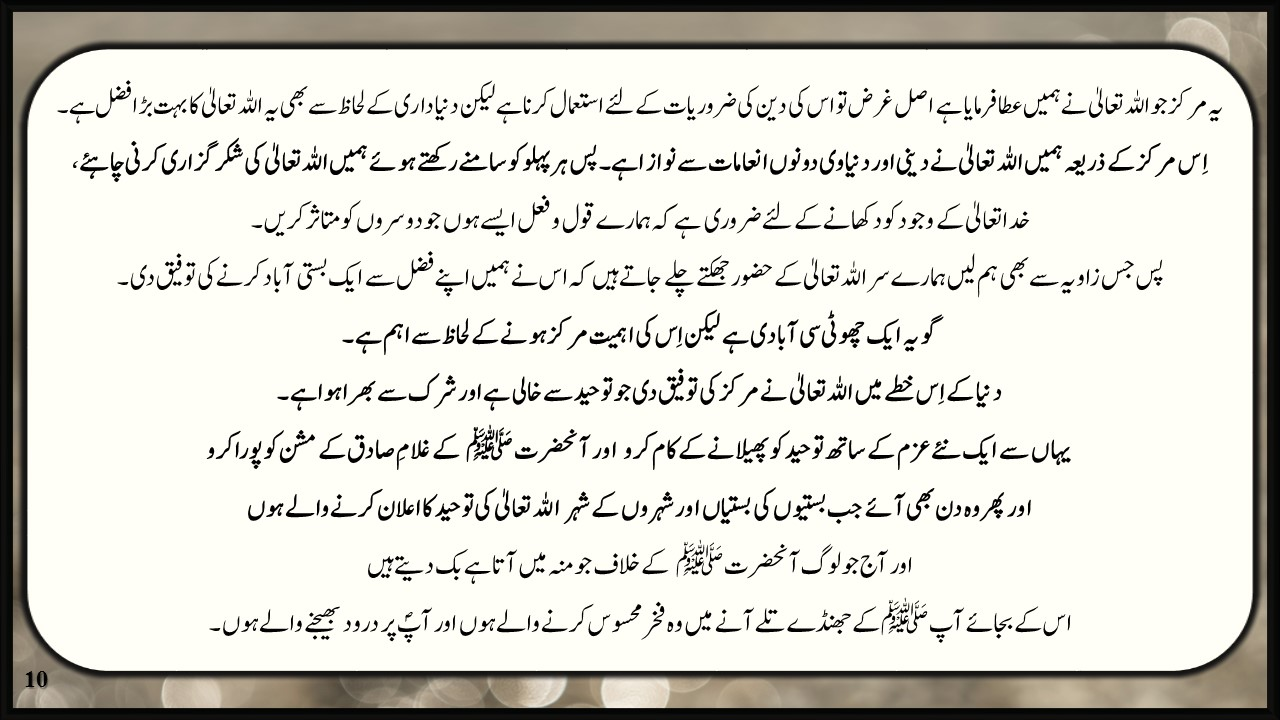 یہ مرکز جو اللہ تعالیٰ نے ہمیں عطا فرمایا ہے اصل غرض تو اس کی دین کی ضروریات کے لئے استعمال کرنا ہے لیکن دنیاداری کے لحاظ سے بھی یہ اللہ تعالیٰ کا بہت بڑا فضل ہے۔
اِس مرکز کے ذریعہ ہمیں اللہ تعالیٰ نے دینی اور دنیاوی دونوں انعامات سے نوازا ہے۔ پس ہر پہلو کو سامنے رکھتے ہوئے ہمیں اللہ تعالیٰ کی شکر گزاری کرنی چاہئے،
خدا تعالیٰ کے وجود کو دکھانے کے لئے ضروری ہے کہ ہمارے قول و فعل ایسے ہوں جو دوسروں کو متاثر کریں۔
پس جس زاویہ سے بھی ہم لیں ہمارے سر اللہ تعالیٰ کے حضور جھکتے چلے جاتے ہیں کہ اس نے ہمیں اپنے فضل سے ایک بستی آباد کرنے کی توفیق دی۔
گو یہ ایک چھوٹی سی آبادی ہے لیکن اِس کی اہمیت مرکز ہونے کے لحاظ سے اہم ہے۔
دنیا کے اِس خطے میں اللہ تعالیٰ نے مرکز کی توفیق دی جو توحید سے خالی ہے اور شرک سے بھرا ہوا ہے۔
یہاں سے ایک نئے عزم کے ساتھ توحید کو پھیلانے کے کام کرو اور آنحضرت ﷺ کے غلامِ صادق کے مشن کو پورا کرو
اور پھر وہ دن بھی آئے جب بستیوں کی بستیاں اور شہروں کے شہر اللہ تعالیٰ کی توحید کا اعلان کرنے والے ہوں
اور آج جو لوگ آنحضرت ﷺ کے خلاف جو منہ میں آتا ہے بک دیتے ہیں
اس کے بجائے آپ ﷺ کے جھنڈے تلے آنے میں وہ فخر محسوس کرنے والے ہوں اور آپؐ پر درود بھیجنے والے ہوں۔
10